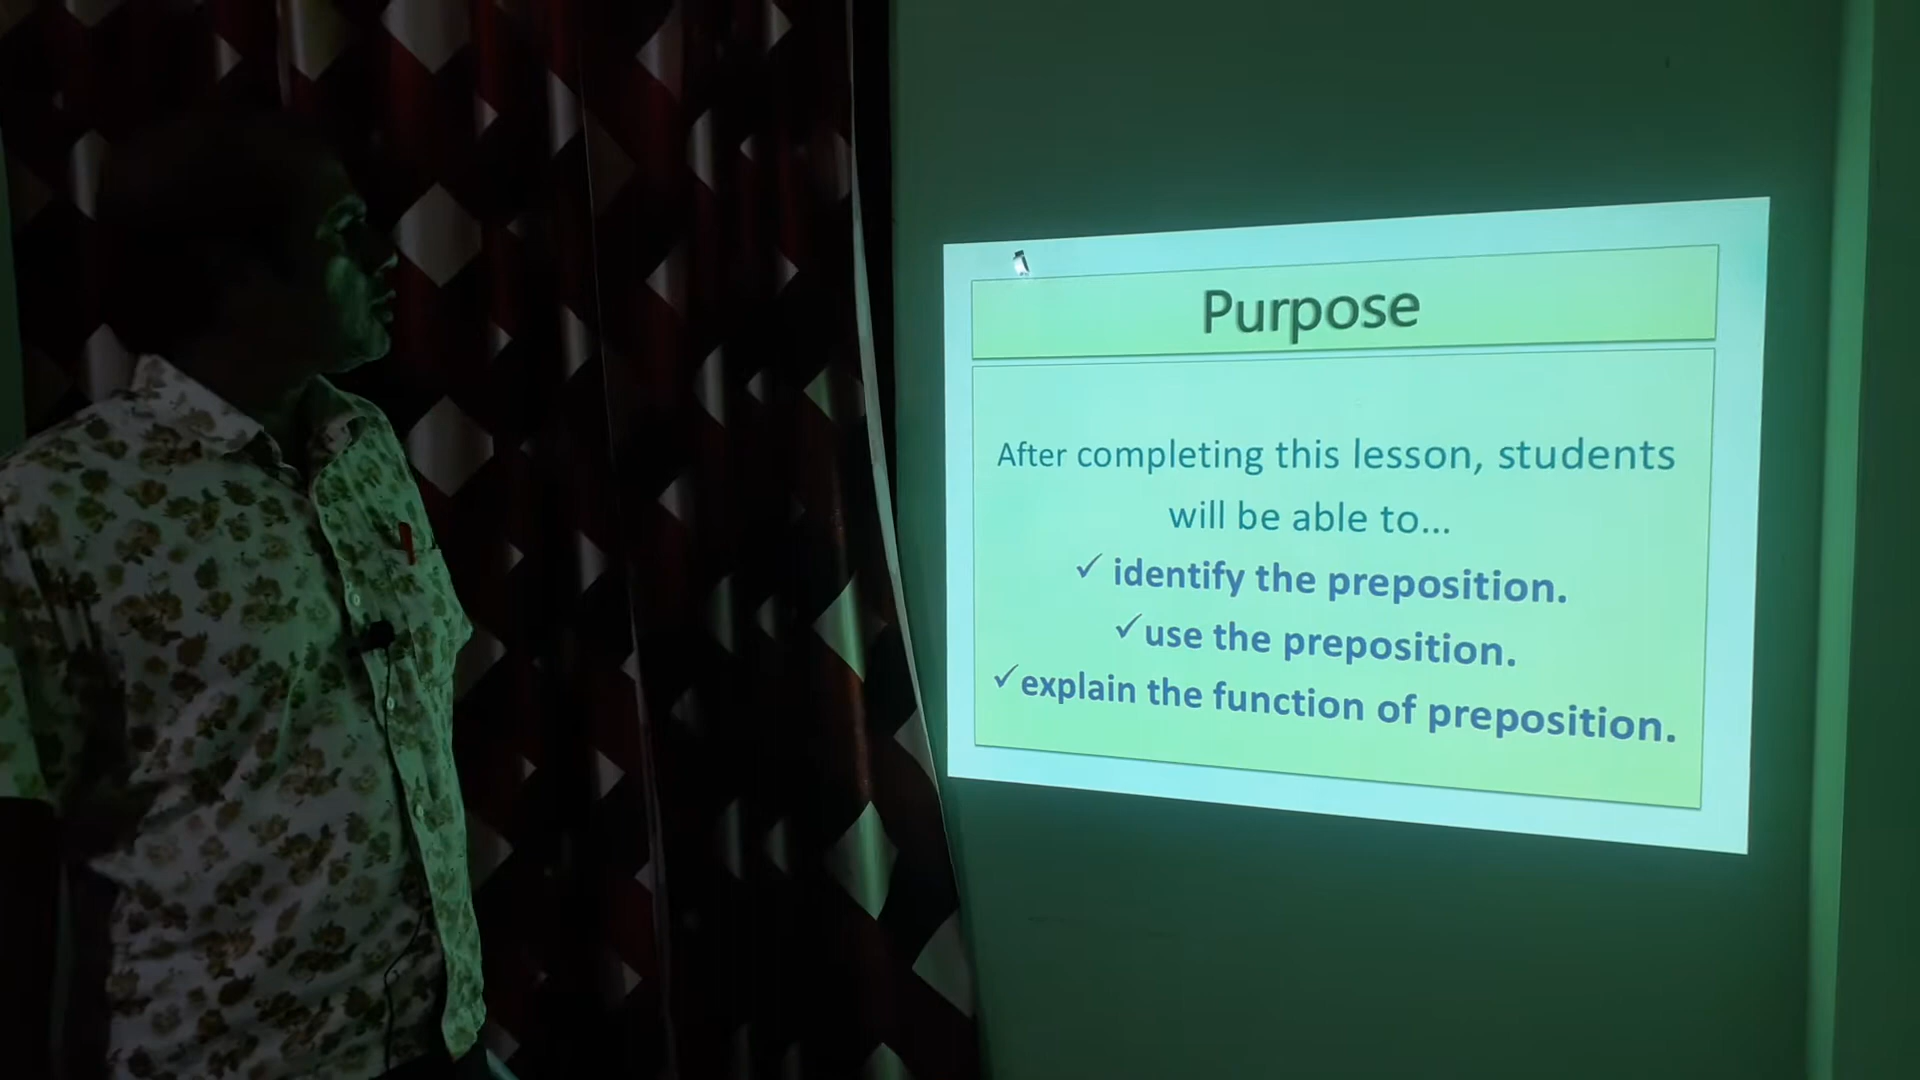 Purpose
After completing this lesson, students
will be able to...
✓ identify the preposition.
✓use the preposition.
✓explain the function of preposition.